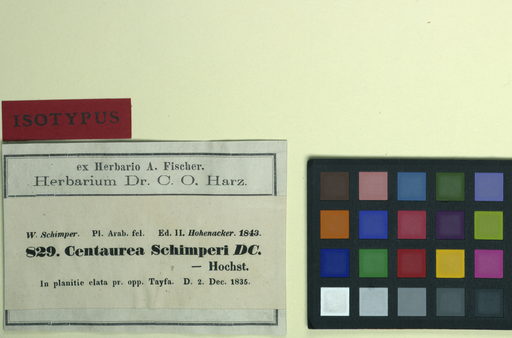 ISOTYPUS
ex Herbario A. Fischer.
Herbarium Dr. C. O. Harz.
W. Schimper. Pl. Arab. fel. Ed. II. Hohenacker. 1843.
829. Centaurea Schimperi DC.
— Hochst.
In planitie elata pr. opp. Tayfa. D. 2. Dec. 1835.